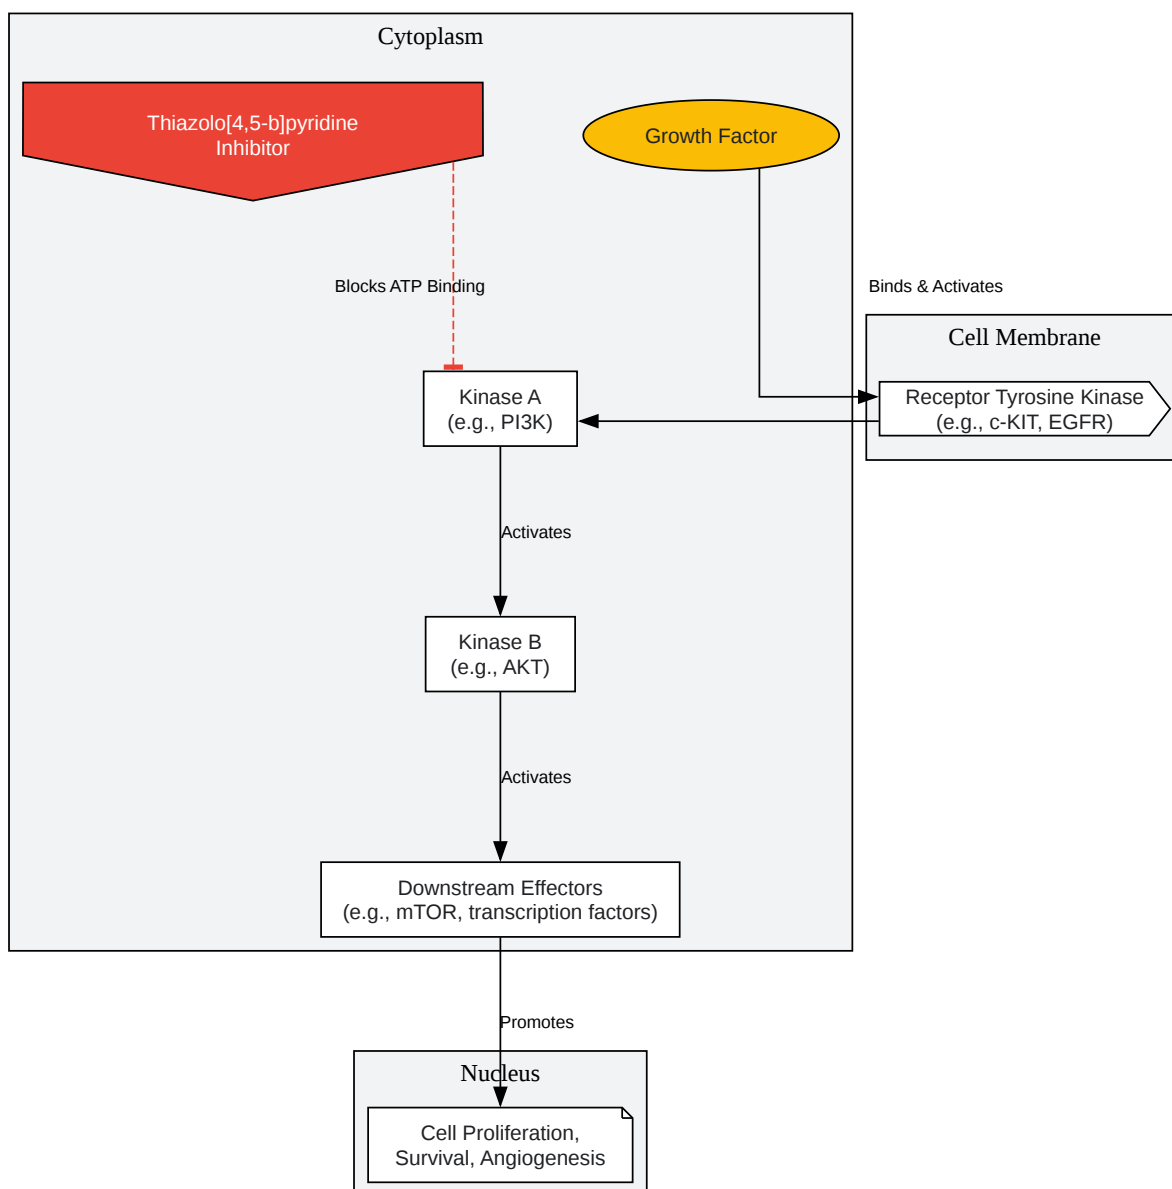 Cytoplasm
Thiazolo[4,5-b]pyridine
Inhibitor
Growth Factor
Blocks ATP Binding
Binds & Activates
Cell Membrane
Receptor Tyrosine Kinase
(e.g., c-KIT, EGFR)
Kinase A
(e.g., PI3K)
Activates
Kinase B
(e.g., AKT)
Activates
Downstream Effectors
(e.g., mTOR, transcription factors)
Promotes
Nucleus
Cell Proliferation,
Survival, Angiogenesis